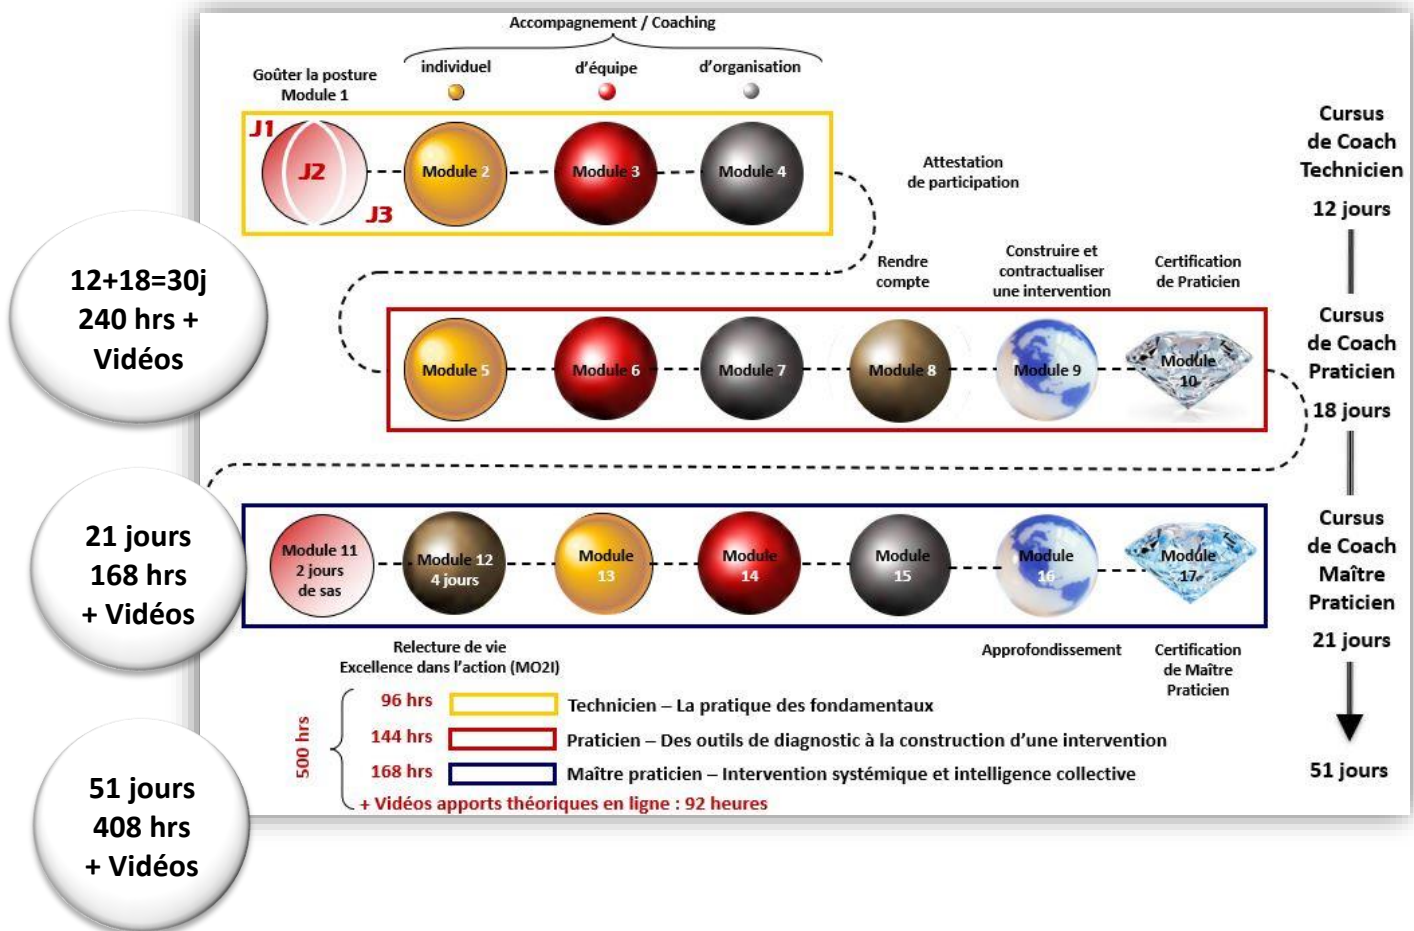 Accompagnement / Coaching
Goûter la posture
Module 1
individuel
d'équipe
d'organisation
J1
J2
J3
Module 2
Module 3
Module 4
Attestation
de participation
Cursus
de Coach
Technicien
12 jours
12+18=30j
240 hrs +
Vidéos
Rendre
compte
Construire et
contractualiser
une intervention
Certification
de Praticien
Module 5
Module 6
Module 7
Module 8
Module 9
Module
10
Cursus
de Coach
Praticien
18 jours
21 jours
168 hrs
+ Vidéos
Module 11
2 jours
de sas
Module 12
4 jours
Module
13
Module
14
Module
15
Module
16
Module
17
Cursus
de Coach
Maître
Praticien
21 jours
Relecture de vie
Excellence dans l'action (MO2I)
Approfondissement
Certification
de Maître
Praticien
51 jours
408 hrs
+ Vidéos
500 hrs
96 hrs
Technicien – La pratique des fondamentaux
144 hrs
Praticien – Des outils de diagnostic à la construction d'une intervention
168 hrs
Maître praticien – Intervention systémique et intelligence collective
+ Vidéos apports théoriques en ligne : 92 heures
51 jours